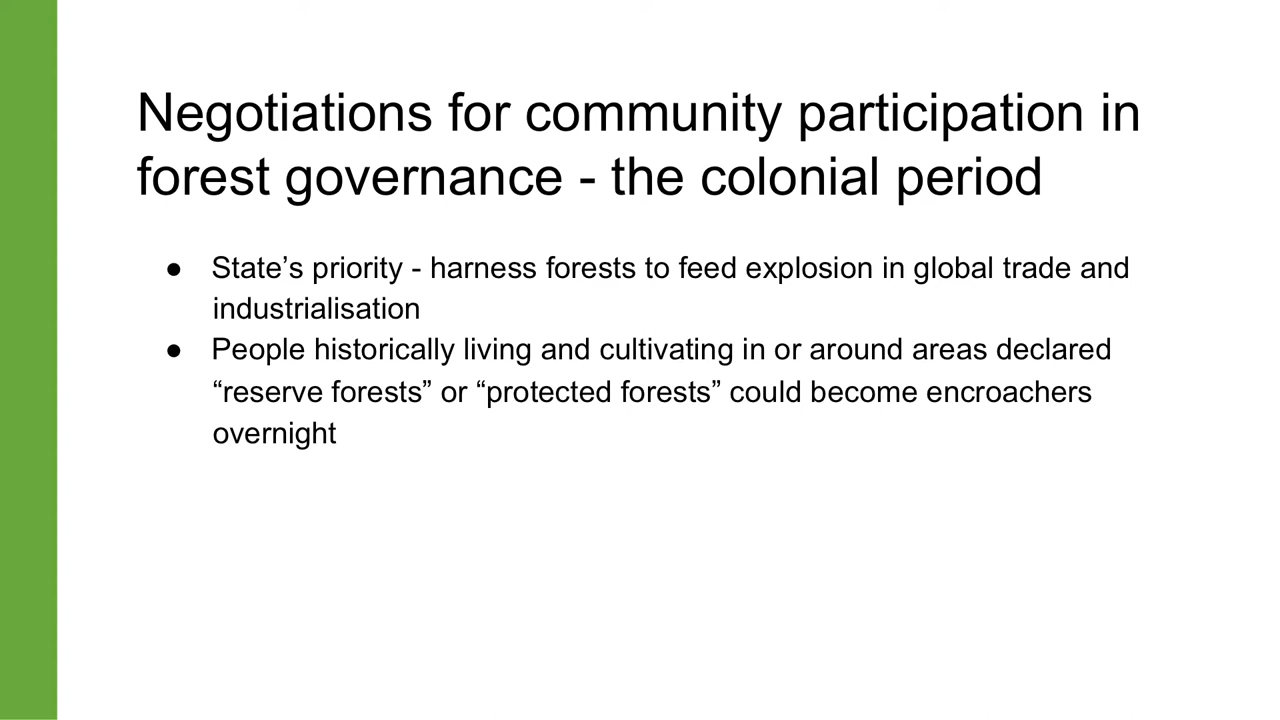 Negotiations for community participation in
forest governance - the colonial period
● State’s priority - harness forests to feed explosion in global trade and
industrialisation
● People historically living and cultivating in or around areas declared
“reserve forests” or “protected forests” could become encroachers
overnight